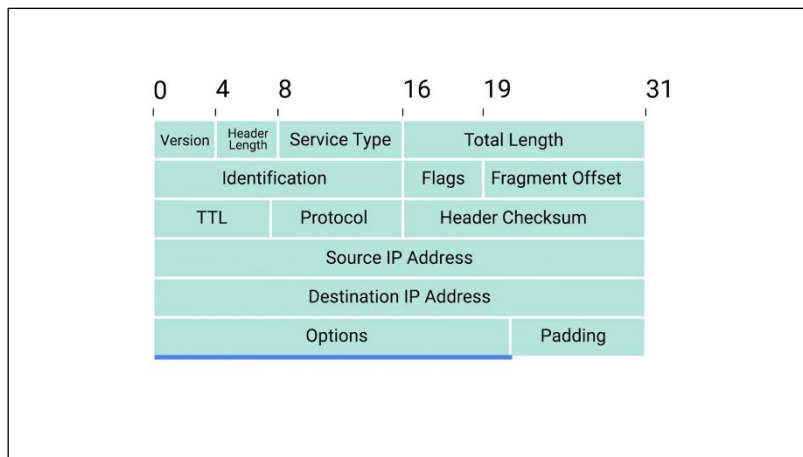 0 4 8 16 19 31
Version Header Length Service Type Total Length
Identification Flags Fragment Offset
TTL Protocol Header Checksum
Source IP Address
Destination IP Address
Options Padding